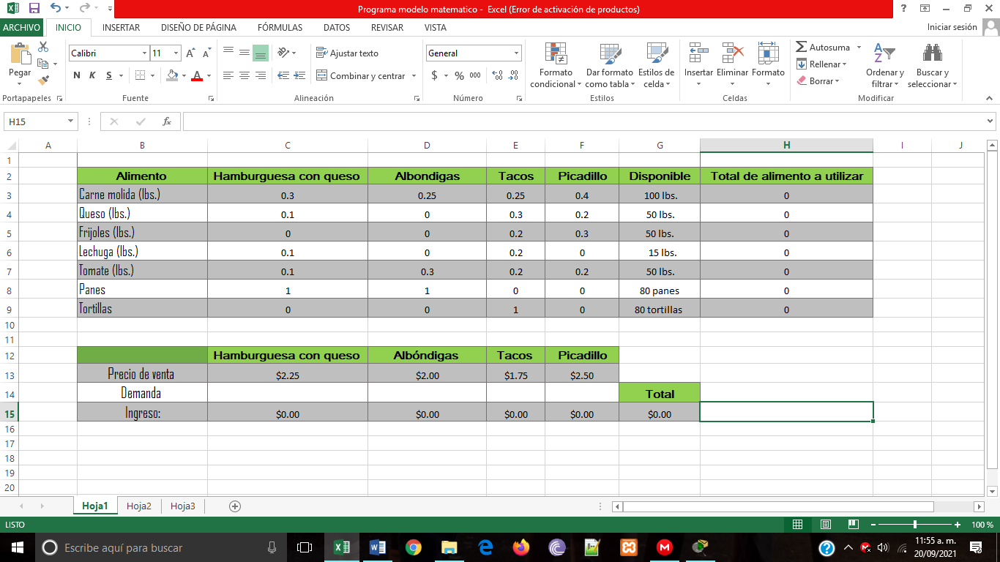 Programa modelo matematico - Excel (Error de activación de productos)
ARCHIVO INICIO INSERTAR DISEÑO DE PÁGINA FÓRMULAS DATOS REVISAR VISTA Iniciar sesión
Calibri 11 Ajustar texto General Autosuma
Pegar Rellenar
N K S Combinar y centrar $ % 000 Formato condicional Dar formato como tabla Estilos de celda Insertar Eliminar Formato Borrar Ordenar y filtrar Buscar y seleccionar
Portapapeles Fuente Alineación Número Estilos Celdas Modificar
H15 fx
A B C D E F G H I J
1
2 Alimento Hamburguesa con queso Albondigas Tacos Picadillo Disponible Total de alimento a utilizar
3 Carne molida (lbs.) 0.3 0.25 0.25 0.4 100 lbs. 0
4 Queso (lbs.) 0.1 0 0.3 0.2 50 lbs. 0
5 Frijoles (lbs.) 0 0 0.2 0.3 50 lbs. 0
6 Lechuga (lbs.) 0.1 0 0.2 0 15 lbs. 0
7 Tomate (lbs.) 0.1 0.3 0.2 0.2 50 lbs. 0
8 Panes 1 1 0 0 80 panes 0
9 Tortillas 0 0 1 0 80 tortillas 0
10
11
12 Hamburguesa con queso Albóndigas Tacos Picadillo
13 Precio de venta $2.25 $2.00 $1.75 $2.50
14 Demanda Total
15 Ingreso: $0.00 $0.00 $0.00 $0.00 $0.00
16
17
18
19
20
Hoja1 Hoja2 Hoja3
LISTO 100 %
Escribe aquí para buscar 11:55 a. m.
20/09/2021